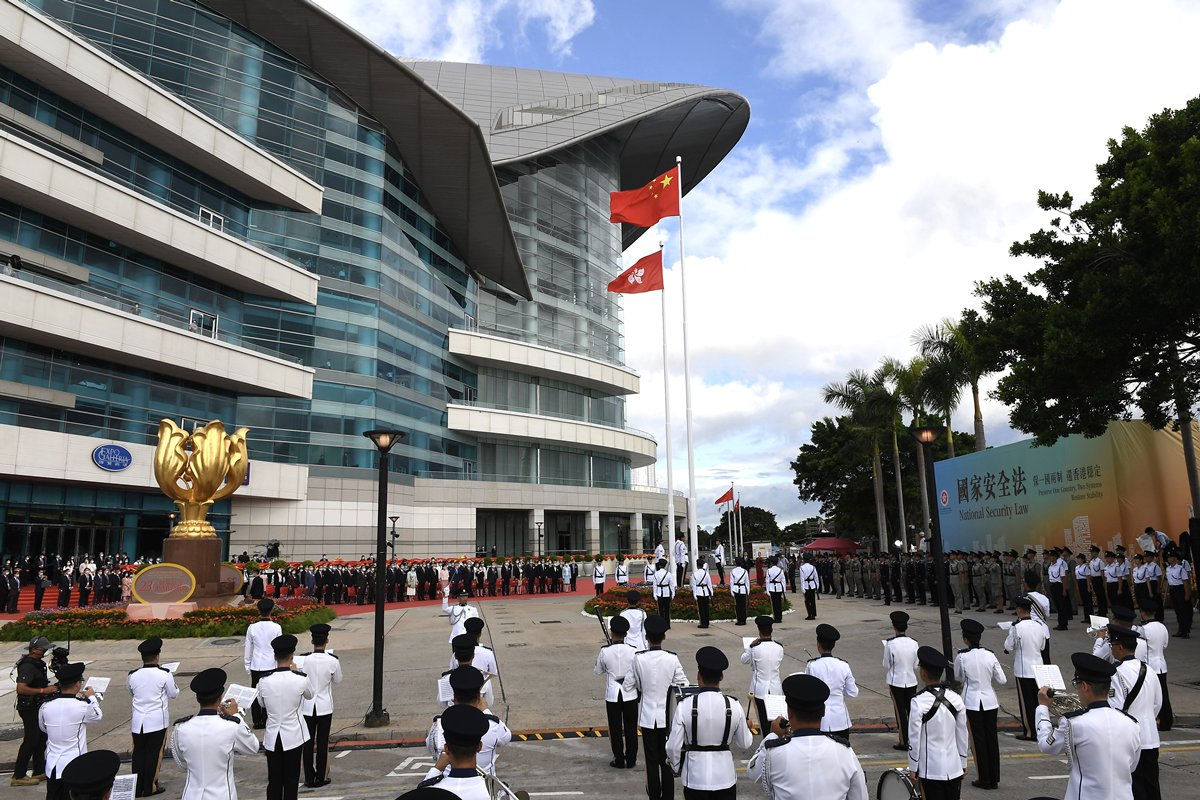 EXPO
GALLERIA
國家安全法
National Security Law
保一國兩制 還香港穩定
Preserve One Country, Two Systems
Restore Stability